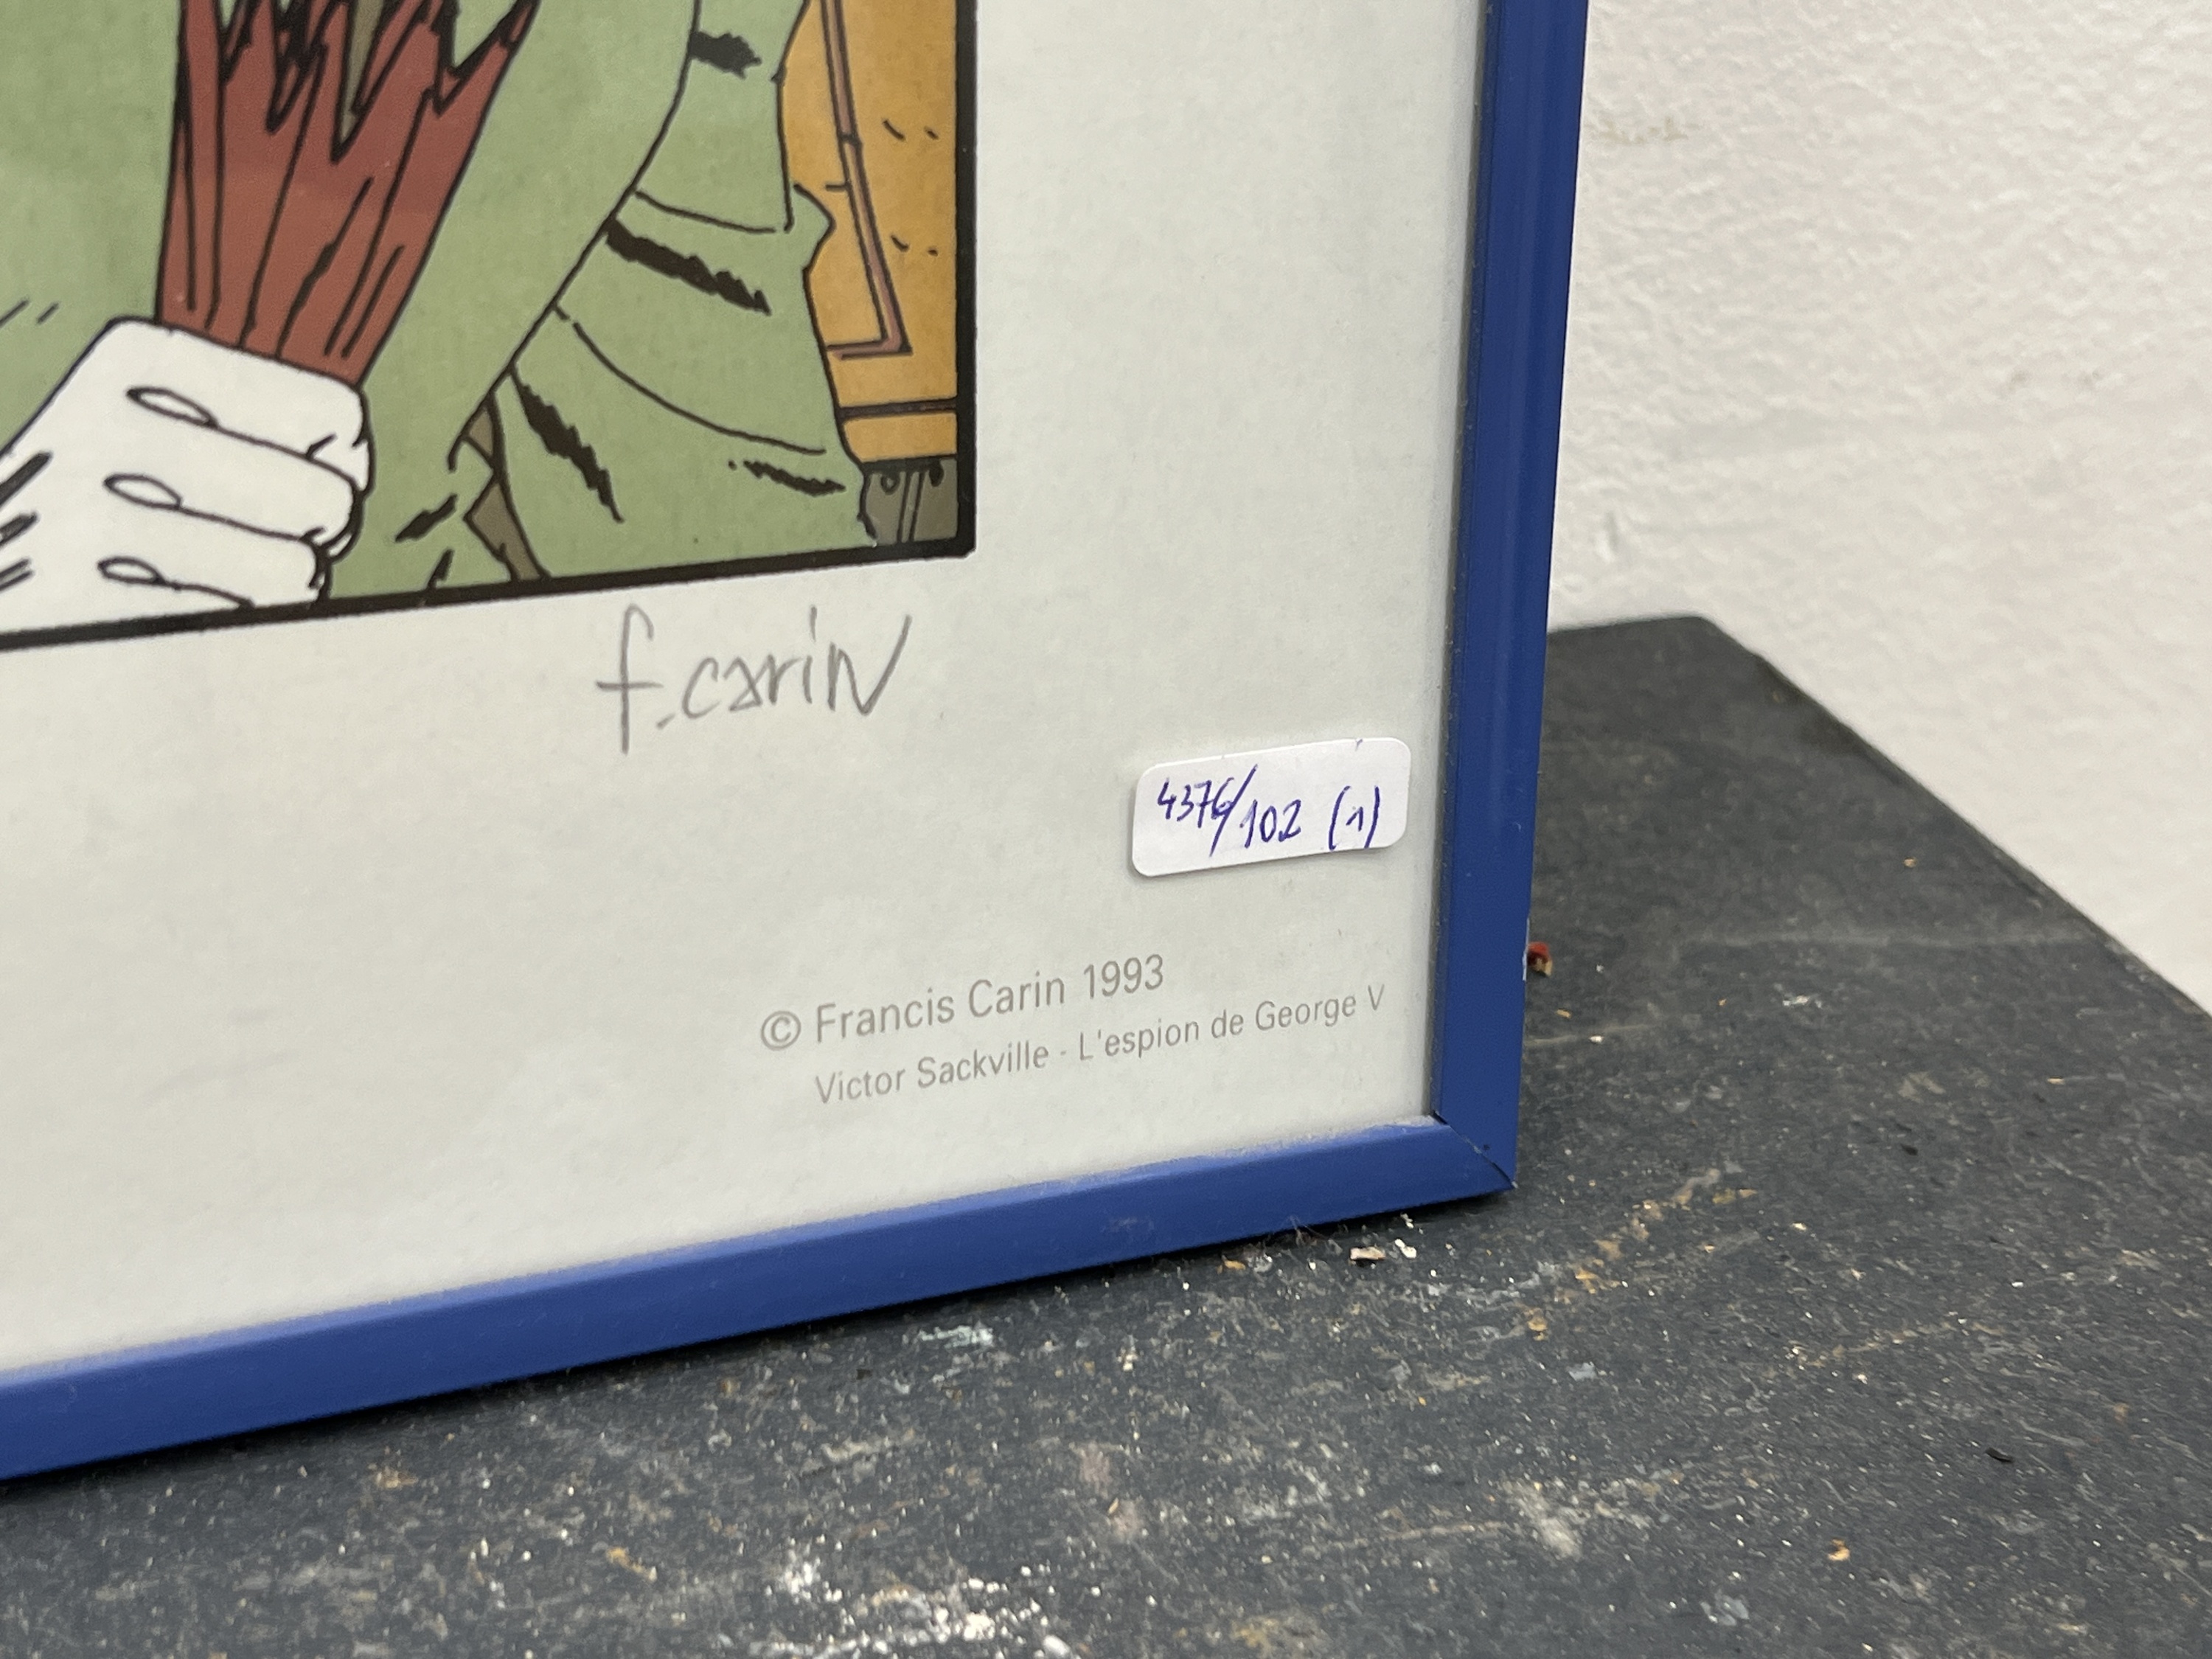 f. carin
4376/102 (1)
© Francis Carin 1993
Victor Sackville - L'espion de George V